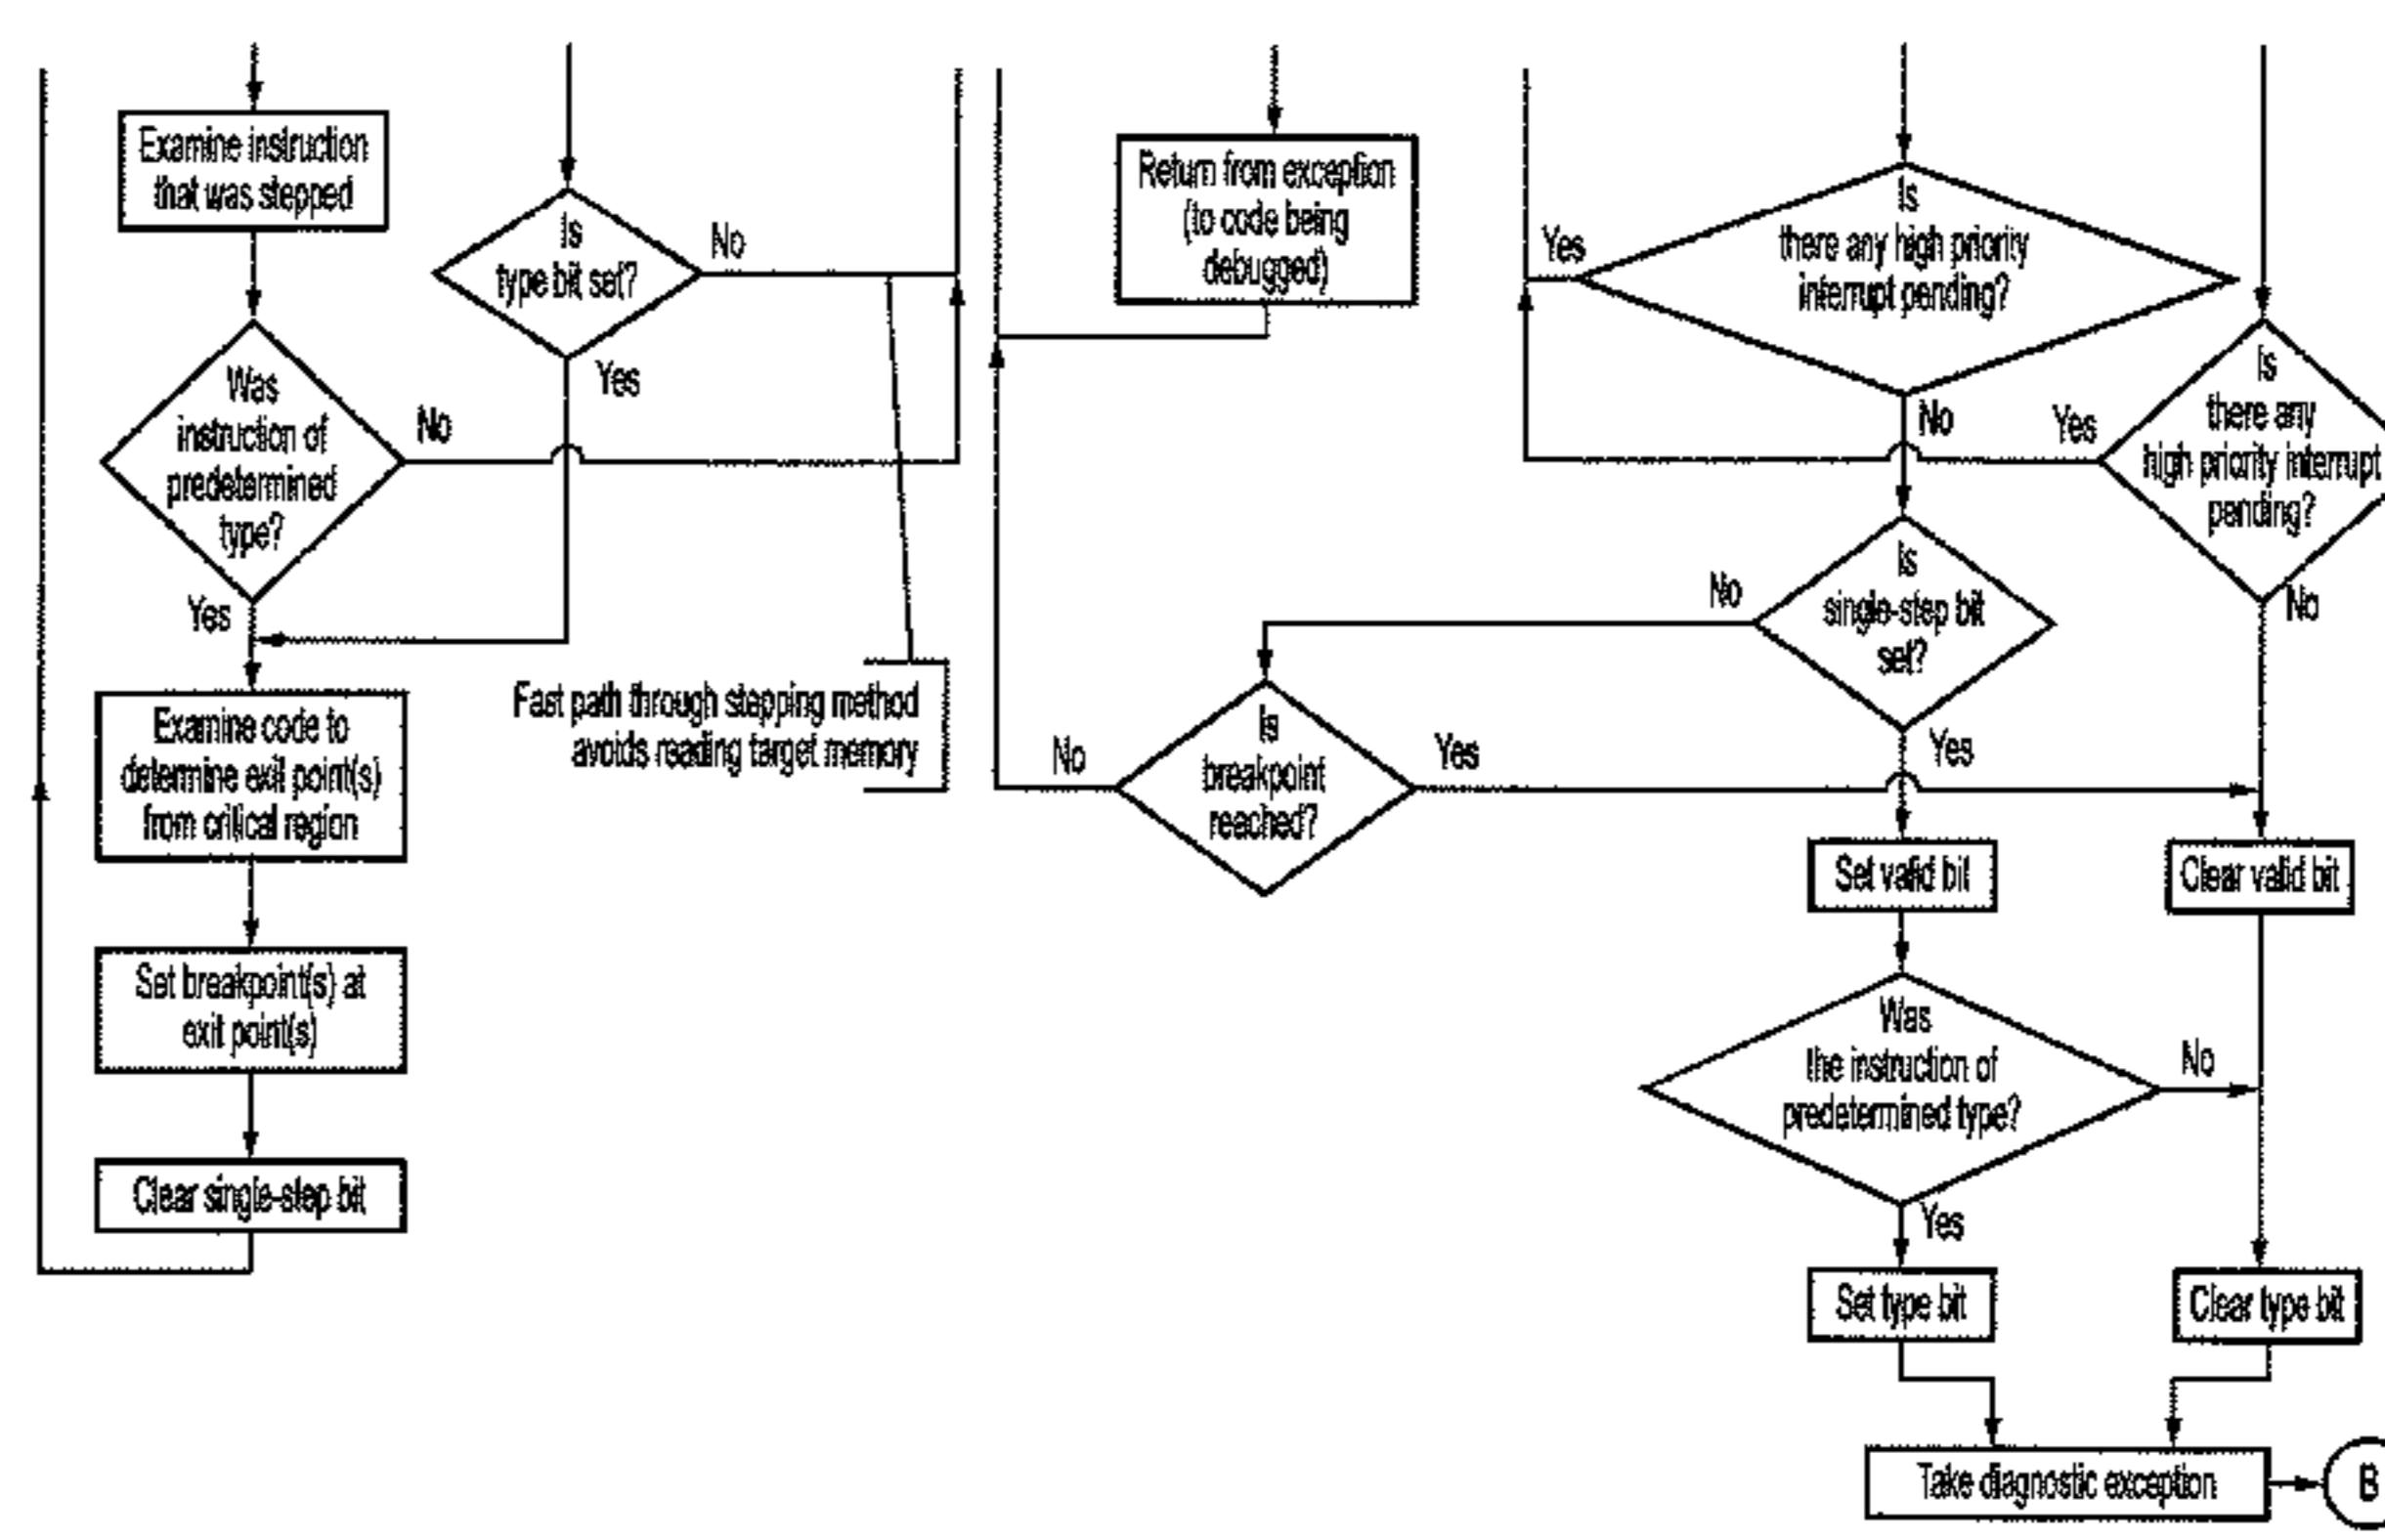 Examine instruction
that was stepped
Is
type bit set?
No
Yes
Was
instruction of
predetermined
type?
No
Yes
Fast path through stepping method
avoids reading target memory
Examine code to
determine exit point(s)
from critical region
Set breakpoint(s) at
exit point(s)
Clear single-step bit
Return from exception
(to code being
debugged)
Is
there any high priority
interrupt pending?
Yes
No
Is
there any
high priority interrupt
pending?
Yes
No
Is
single-step bit
set?
No
Yes
Is
breakpoint
reached?
No
Yes
Set valid bit
Clear valid bit
Was
the instruction of
predetermined type?
No
Yes
Set type bit
Clear type bit
Take diagnostic exception
B